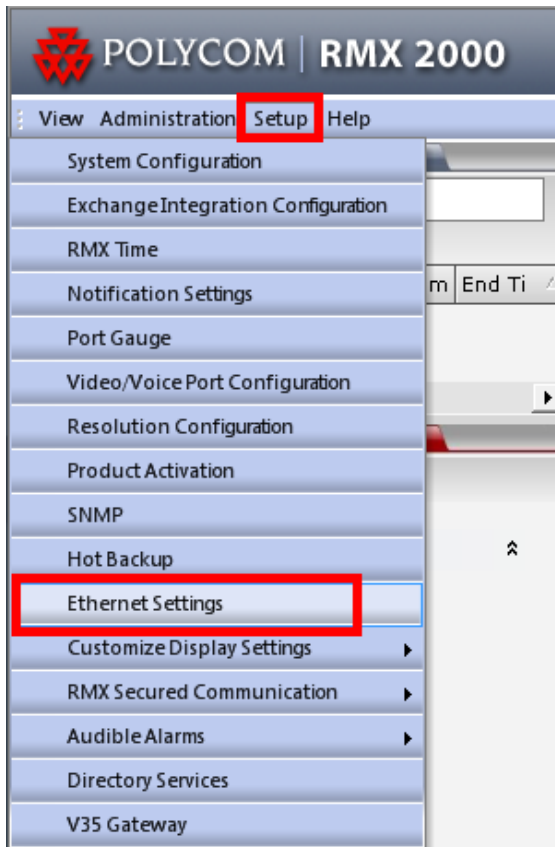 POLYCOM | RMX 2000
View Administration Setup Help
System Configuration
Exchange Integration Configuration
RMX Time
Notification Settings
m End Ti
Port Gauge
Video/Voice Port Configuration
Resolution Configuration
Product Activation
SNMP
Hot Backup
Ethernet Settings
Customize Display Settings
RMX Secured Communication
Audible Alarms
Directory Services
V35 Gateway